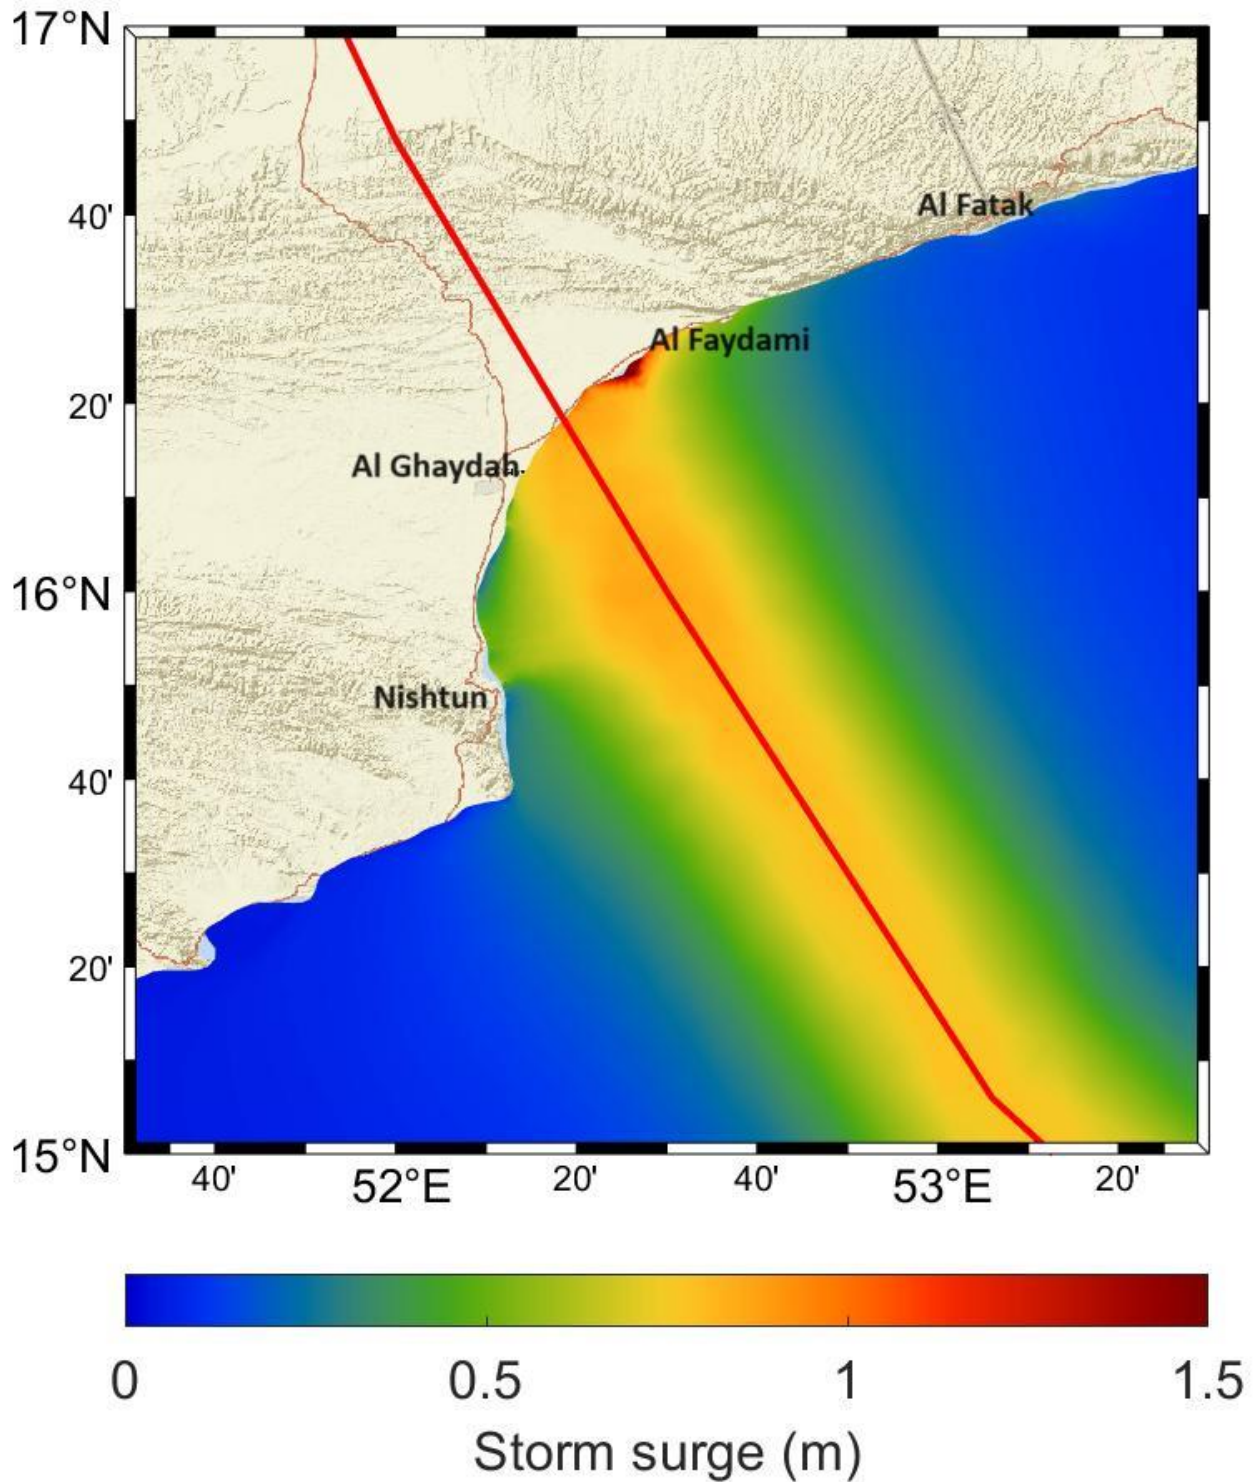 17°N
Al Fatak
40'
Al Faydami
20'
Al Ghaydah
16°N
Nishtun
40'
20'
15°N
40'
52°E
20'
40'
53°E
20'
0
0.5
1
1.5
Storm surge (m)